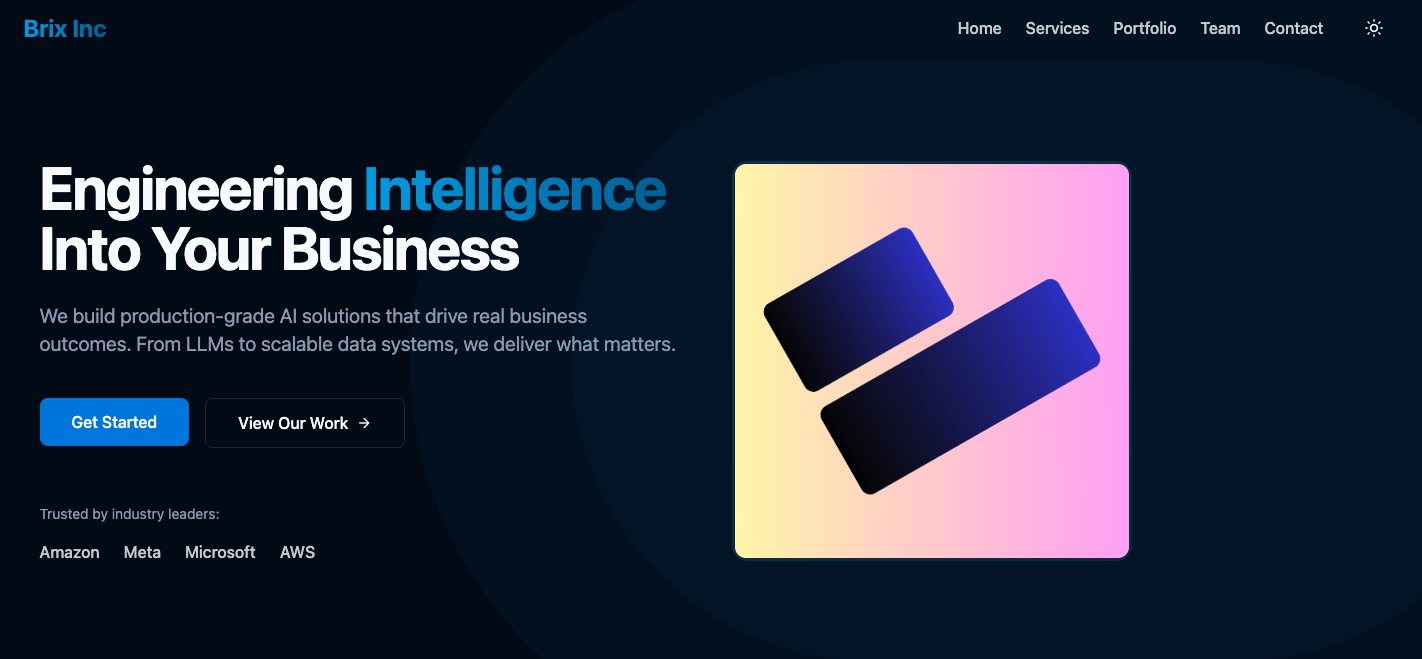 Brix Inc
Home Services Portfolio Team Contact
Engineering Intelligence
Into Your Business
We build production-grade AI solutions that drive real business
outcomes. From LLMs to scalable data systems, we deliver what matters.
Get Started View Our Work →
Trusted by industry leaders:
Amazon Meta Microsoft AWS